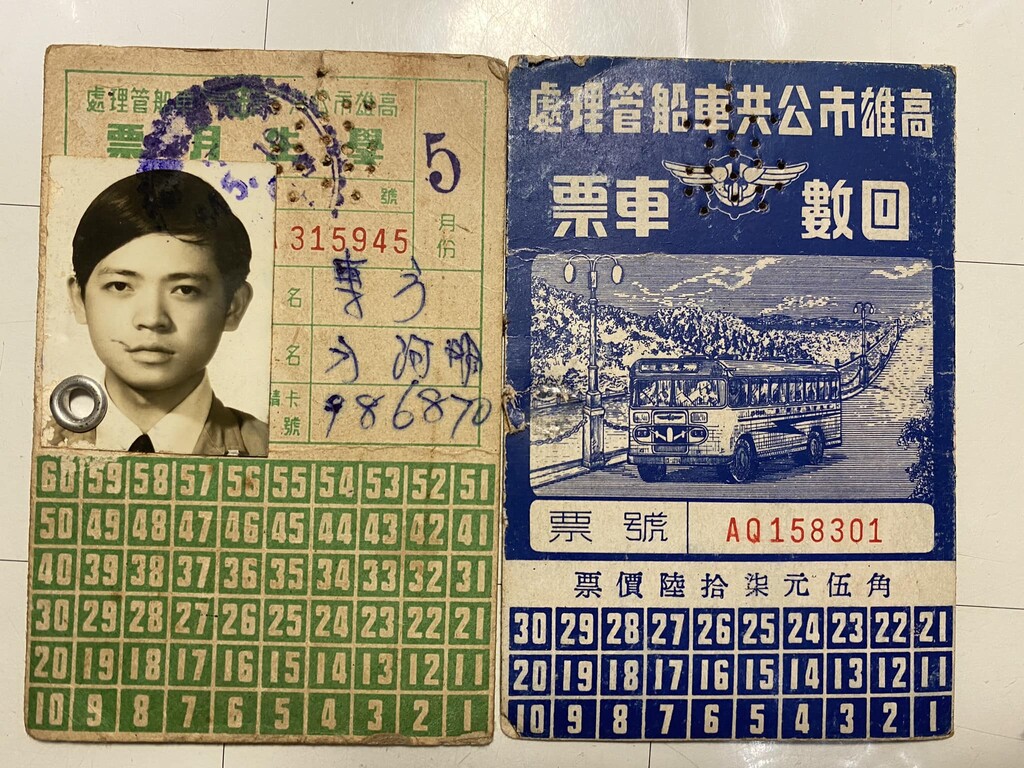 高雄市公共車船管理處
學生月票
5
月份
號
315945
名
名
請卡
號
986870
60 59 58 57 56 55 54 53 52 51
50 49 48 47 46 45 44 43 42 41
40 39 38 37 36 35 34 33 32 31
30 29 28 27 26 25 24 23 22 21
20 19 18 17 16 15 14 13 12 11
10 9 8 7 6 5 4 3 2 1
高雄市公共車船管理處
回數車票
票號 AQ158301
票價陸拾柒元伍角
30 29 28 27 26 25 24 23 22 21
20 19 18 17 16 15 14 13 12 11
10 9 8 7 6 5 4 3 2 1